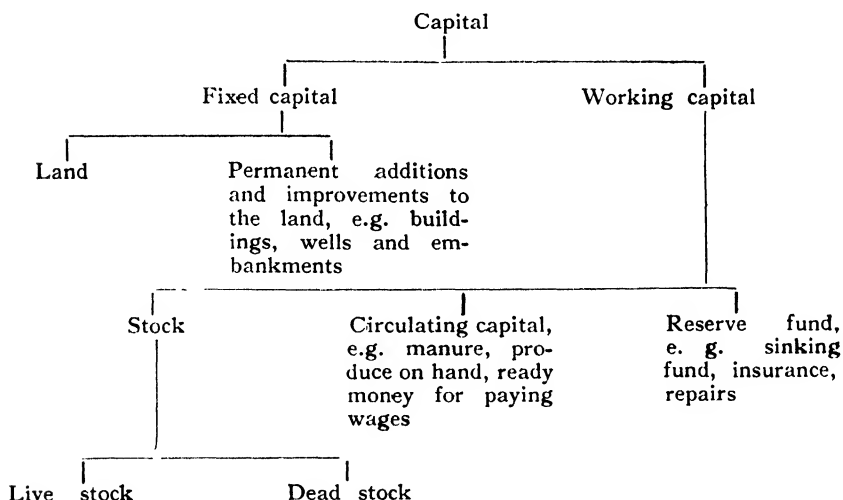 Capital
Fixed capital
Working capital
Land
Permanent additions
and improvements to
the land, e.g. build-
ings, wells and em-
bankments
Stock
Circulating capital,
e.g. manure, pro-
duce on hand, ready
money for paying
wages
Reserve fund,
e. g. sinking
fund, insurance,
repairs
Live stock
Dead stock